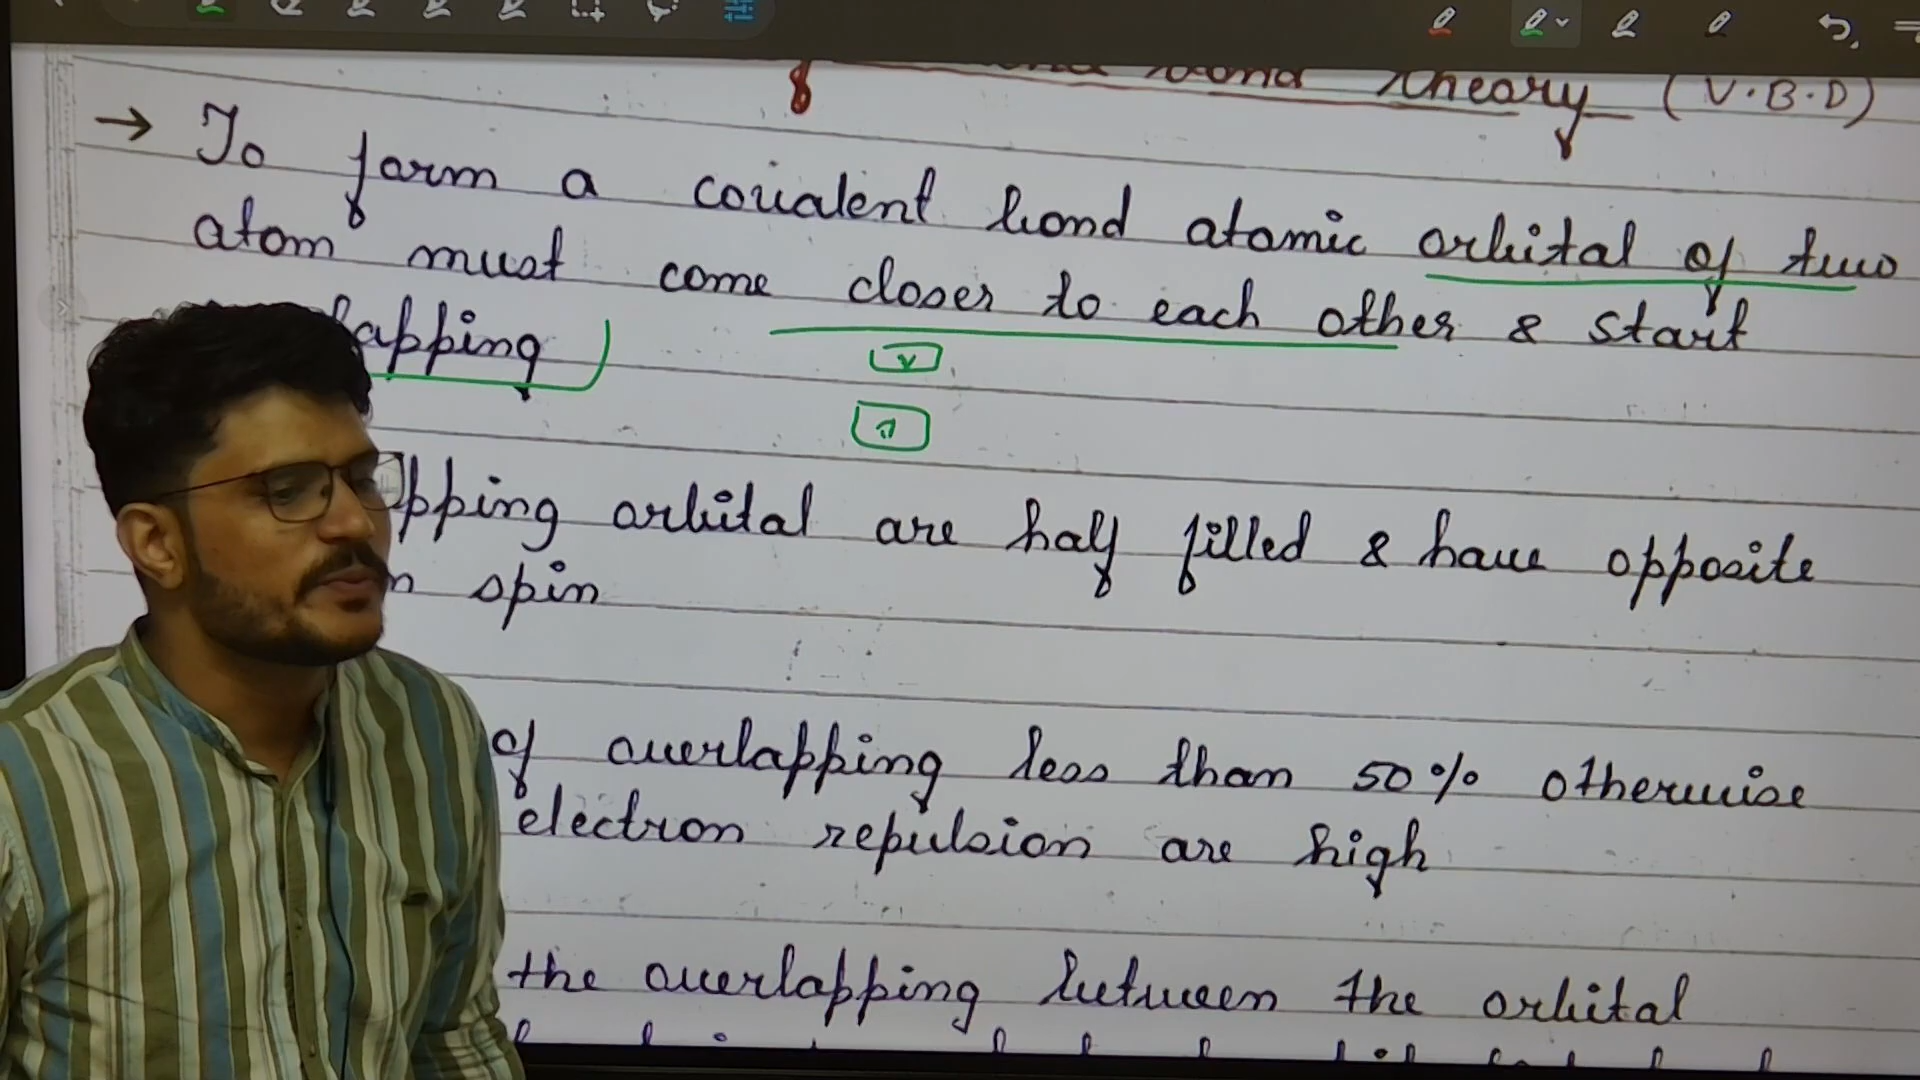 theory (V.B.D)
→ To form a covalent bond atomic orbital of two
atom must come closer to each other & start
lapping
pping orbital are half filled & have opposite
n spin
of overlapping less than 50% otherwise
electron repulsion are high
the overlapping between the orbital